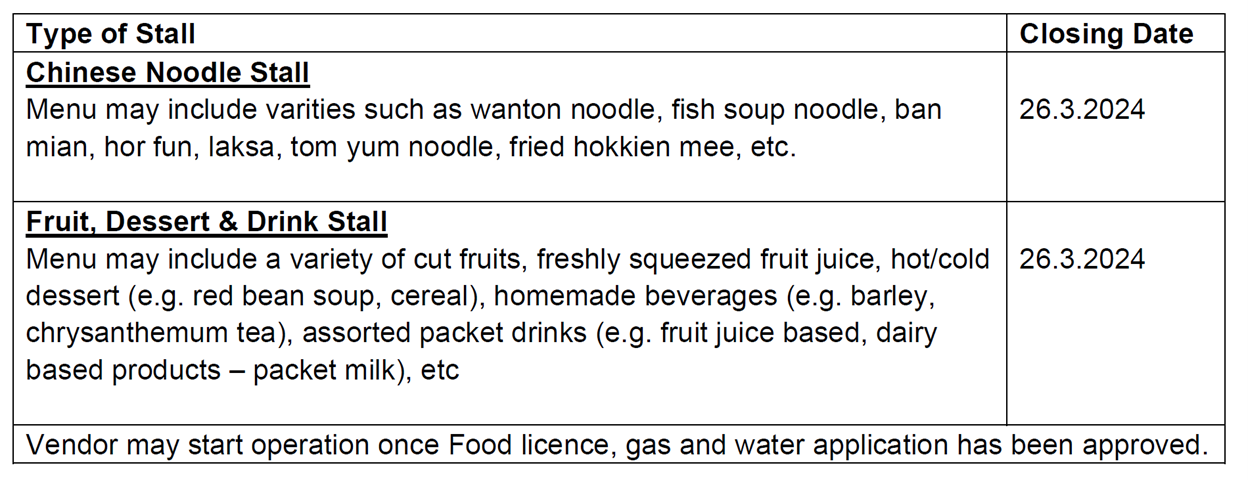 Type of Stall Closing Date
Chinese Noodle Stall
Menu may include varities such as wanton noodle, fish soup noodle, ban 26.3.2024
mian, hor fun, laksa, tom yum noodle, fried hokkien mee, etc.
Fruit, Dessert & Drink Stall
Menu may include a variety of cut fruits, freshly squeezed fruit juice, hot/cold 26.3.2024
dessert (e.g. red bean soup, cereal), homemade beverages (e.g. barley,
chrysanthemum tea), assorted packet drinks (e.g. fruit juice based, dairy
based products – packet milk), etc
Vendor may start operation once Food licence, gas and water application has been approved.